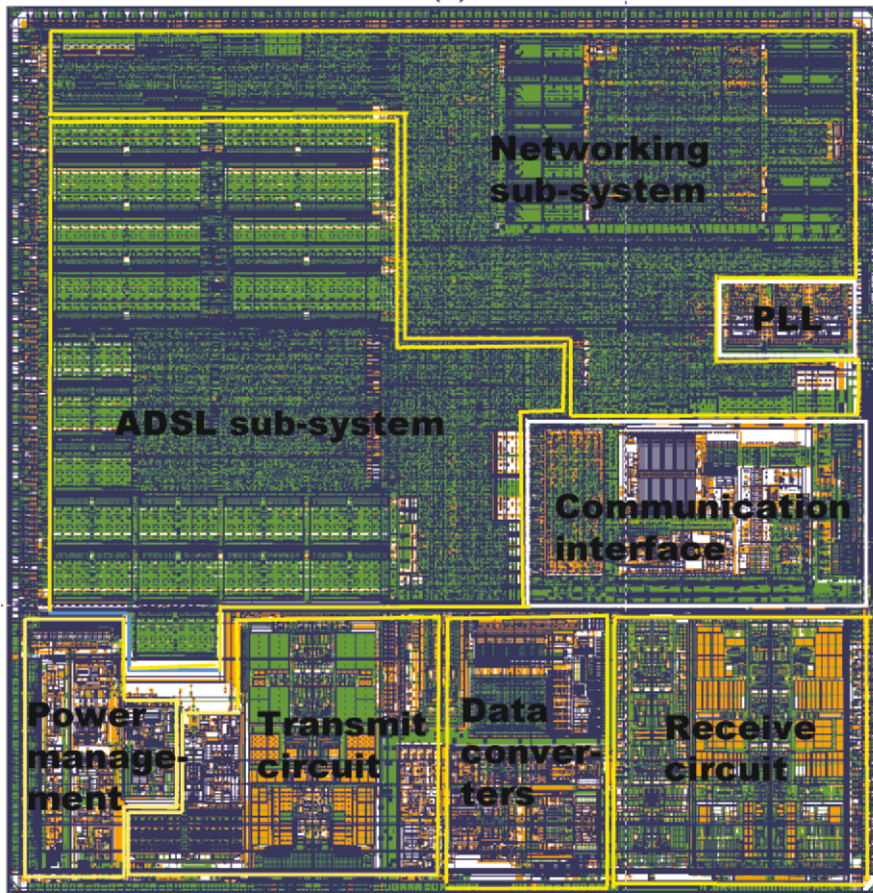 Networking
sub-system
PLL
ADSL sub-system
Communication
interface
Power
manage-
ment
Transmit
circuit
Data
conver-
ters
Receive
circuit